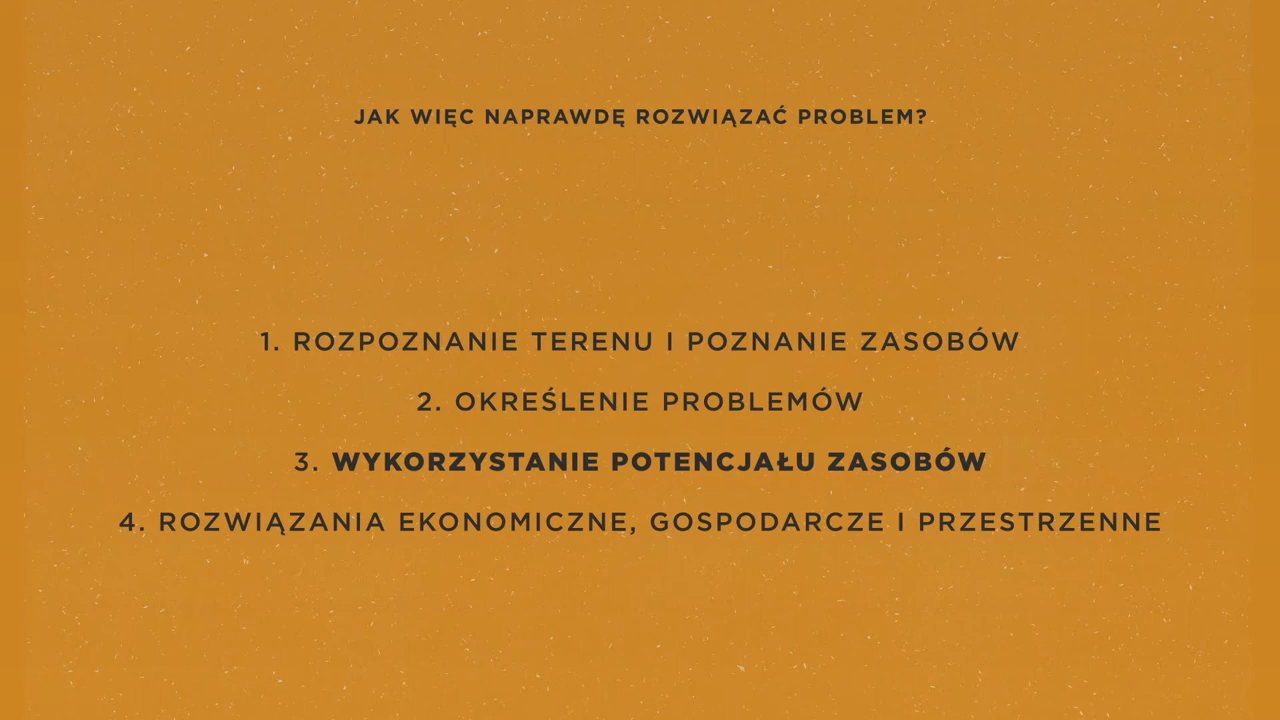 JAK WIĘC NAPRAWDĘ ROZWIĄZAĆ PROBLEM?
1. ROZPOZNANIE TERENU I POZNANIE ZASOBÓW
2. OKREŚLENIE PROBLEMÓW
3. WYKORZYSTANIE POTENCJAŁU ZASOBÓW
4. ROZWIĄZANIA EKONOMICZNE, GOSPODARCZE I PRZESTRZENNE